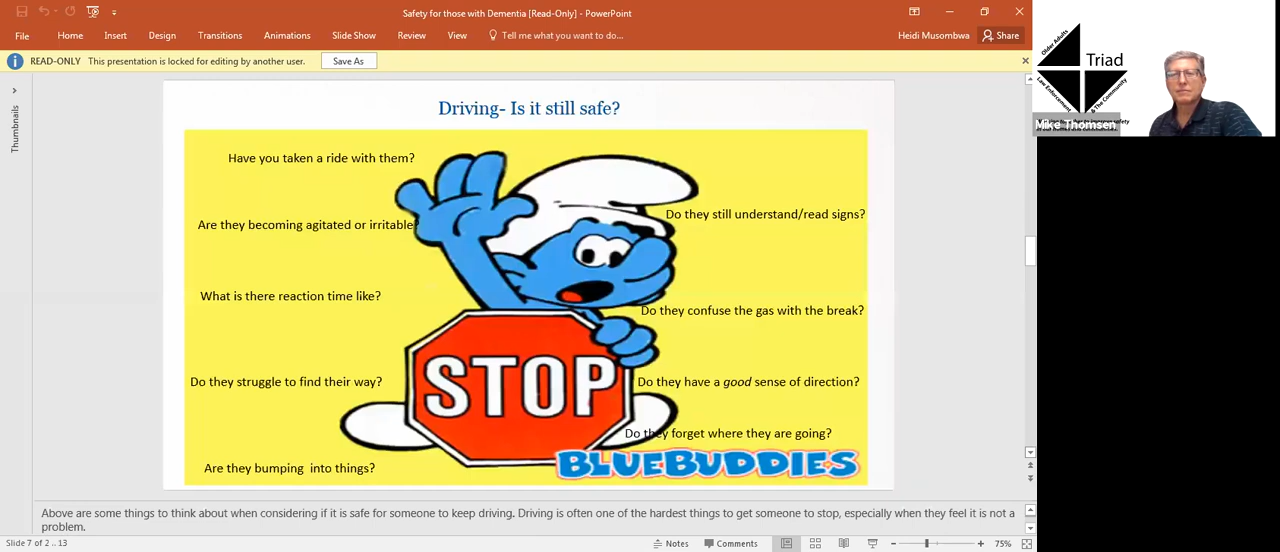 Safety for those with Dementia [Read-Only] - PowerPoint
File Home Insert Design Transitions Animations Slide Show Review View Tell me what you want to do... Heidi Musombwa Share
READ-ONLY This presentation is locked for editing by another user. Save As
Thumbnails
Driving- Is it still safe?
Have you taken a ride with them?
Do they still understand/read signs?
Are they becoming agitated or irritable?
What is there reaction time like?
Do they confuse the gas with the break?
STOP
Do they struggle to find their way?
Do they have a good sense of direction?
Do they forget where they are going?
Are they bumping into things?
BLUEBUDDIES
Above are some things to think about when considering if it is safe for someone to keep driving. Driving is often one of the hardest things to get someone to stop, especially when they feel it is not a
problem.
Slide 7 of 2 .. 13 Notes Comments 75%
Older Adults
Triad
Law Enforcement
& The Community
Mike Thomsen